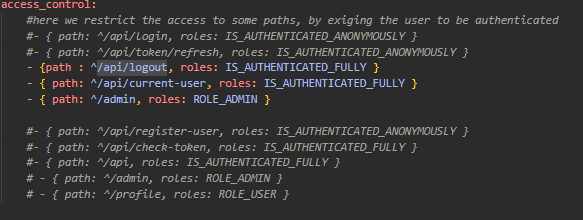 access_control:
#here we restrict the access to some paths, by exiging the user to be authenticated
#- { path: ^/api/login, roles: IS_AUTHENTICATED_ANONYMOUSLY }
#- { path: ^/api/token/refresh, roles: IS_AUTHENTICATED_ANONYMOUSLY }
- {path : ^/api/logout, roles: IS_AUTHENTICATED_FULLY }
- { path: ^/api/current-user, roles: IS_AUTHENTICATED_FULLY }
- { path: ^/admin, roles: ROLE_ADMIN }
#- { path: ^/api/register-user, roles: IS_AUTHENTICATED_ANONYMOUSLY }
#- { path: ^/api/check-token, roles: IS_AUTHENTICATED_FULLY }
#- { path: ^/api, roles: IS_AUTHENTICATED_FULLY }
# - { path: ^/admin, roles: ROLE_ADMIN }
# - { path: ^/profile, roles: ROLE_USER }